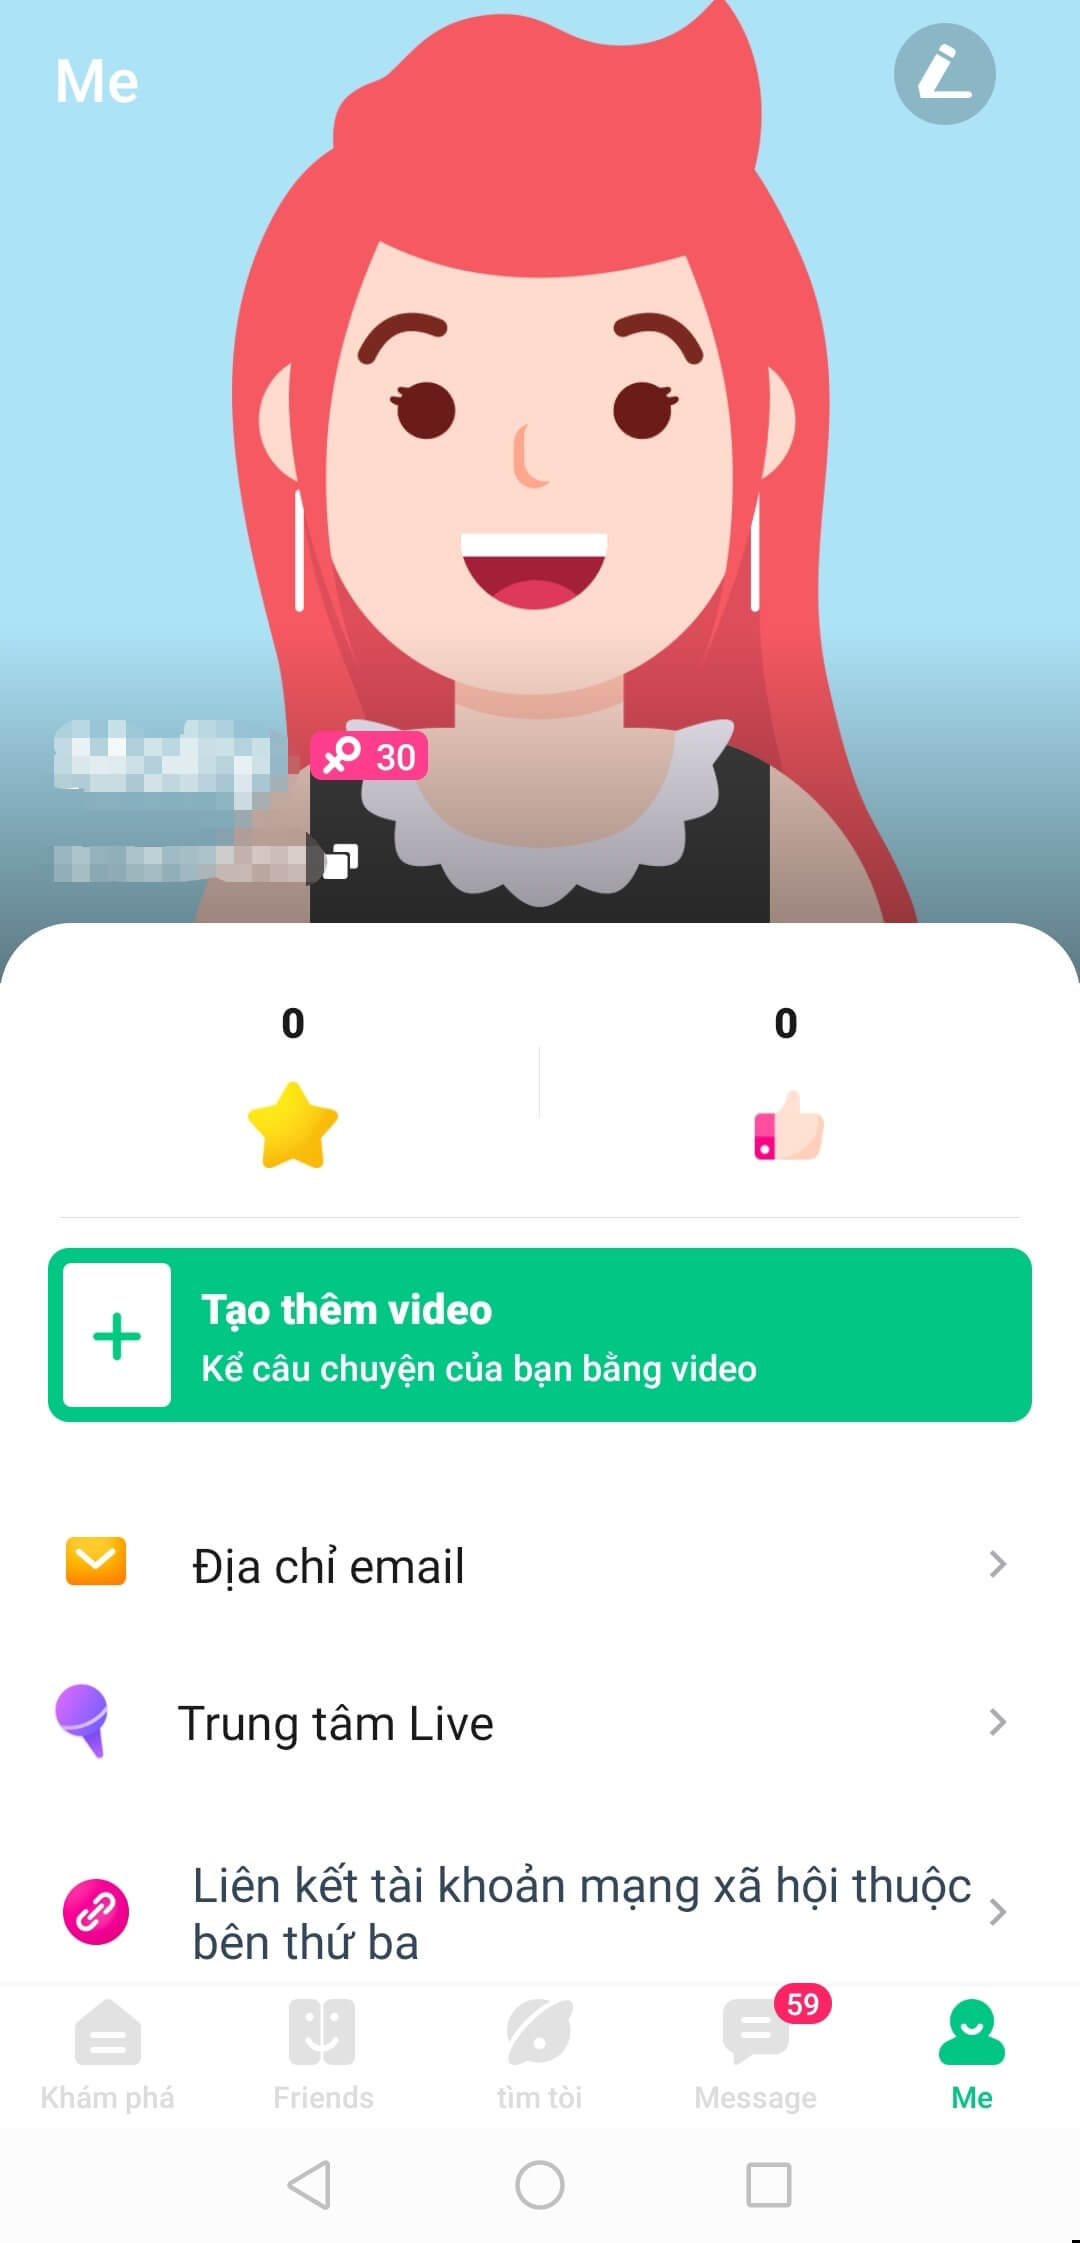 Me
30
0
0
Tạo thêm video
Kể câu chuyện của bạn bằng video
Địa chỉ email
Trung tâm Live
Liên kết tài khoản mạng xã hội thuộc
bên thứ ba
59
Khám phá
Friends
tìm tòi
Message
Me